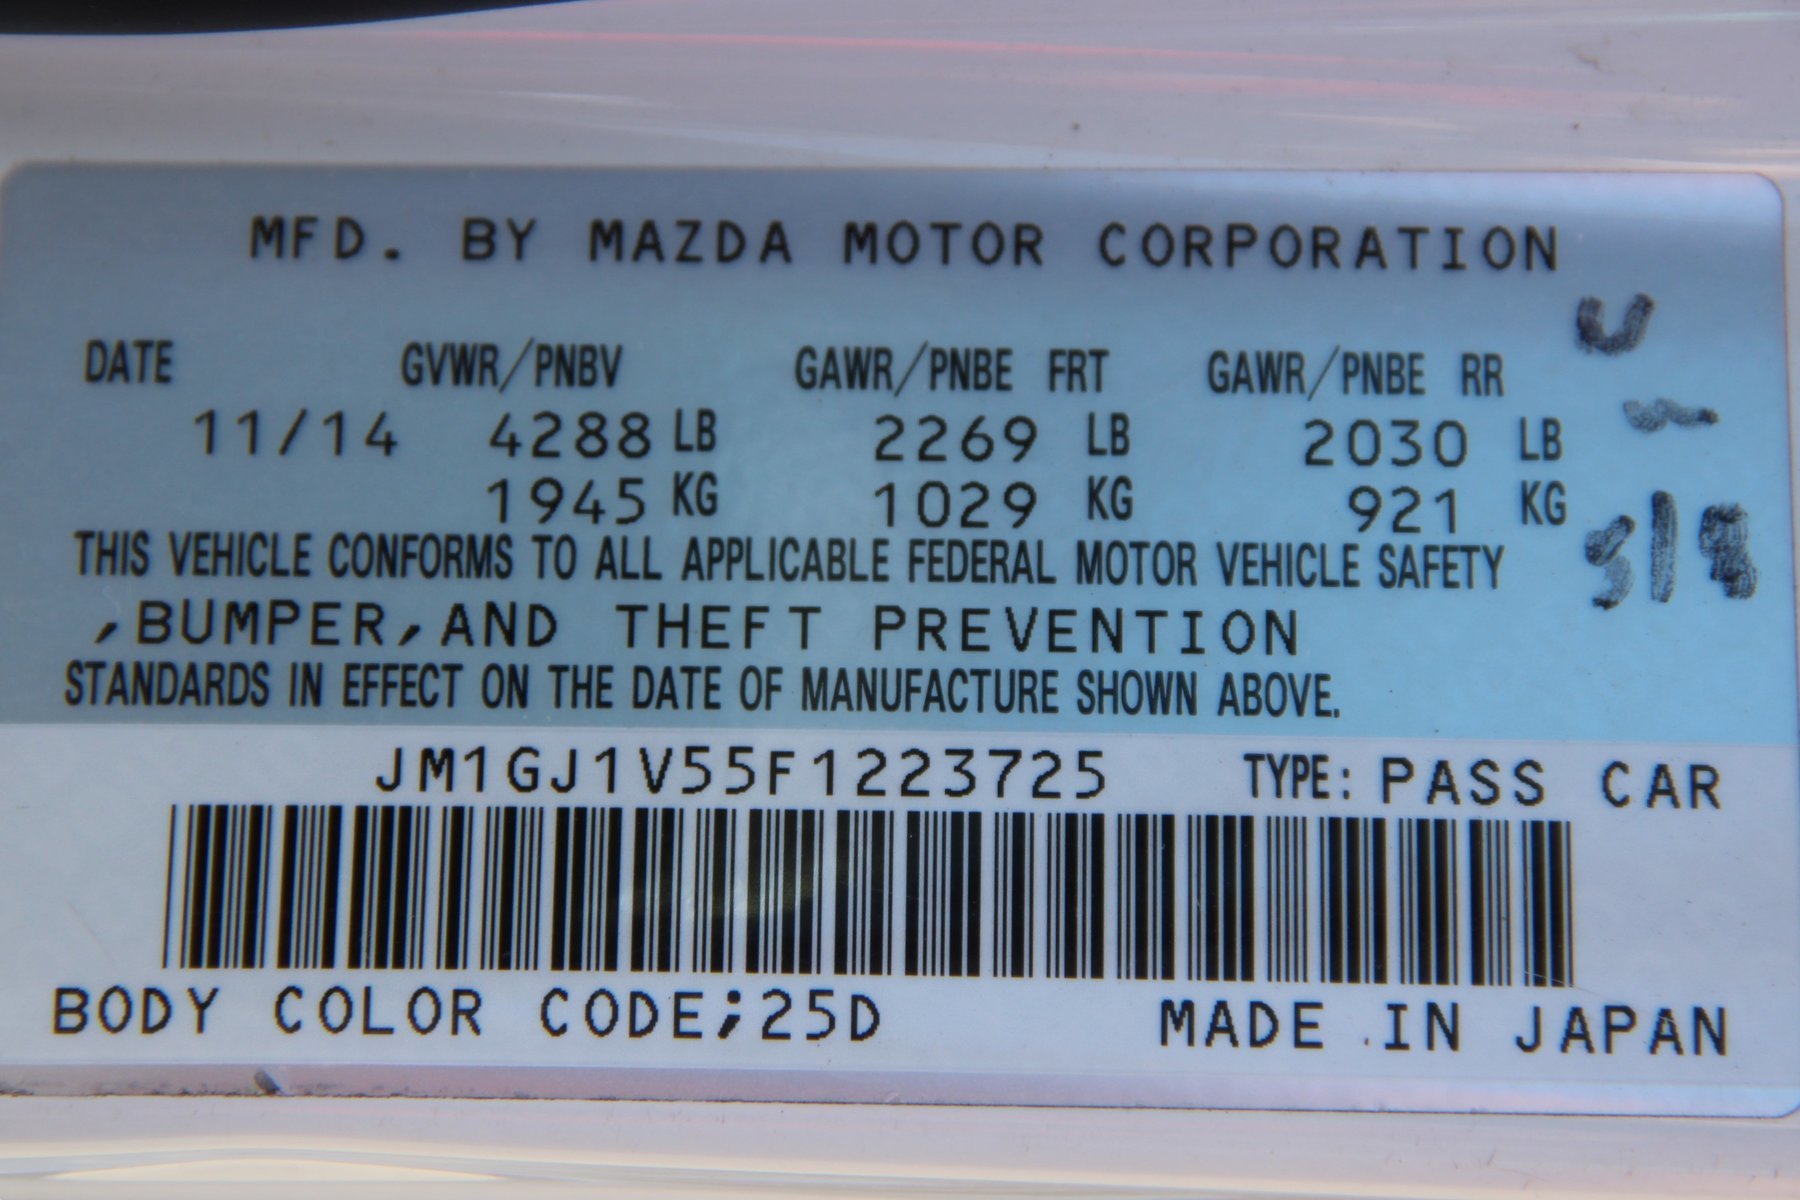 MFD. BY MAZDA MOTOR CORPORATION
U
DATE GVWR/PNBV GAWR/PNBE FRT GAWR/PNBE RR
11/14 4288 LB 2269 LB 2030 LB
1945 KG 1029 KG 921 KG
318
THIS VEHICLE CONFORMS TO ALL APPLICABLE FEDERAL MOTOR VEHICLE SAFETY
,BUMPER,AND THEFT PREVENTION
STANDARDS IN EFFECT ON THE DATE OF MANUFACTURE SHOWN ABOVE.
JM1GJ1V55F1223725 TYPE: PASS CAR
BODY COLOR CODE;25D MADE IN JAPAN